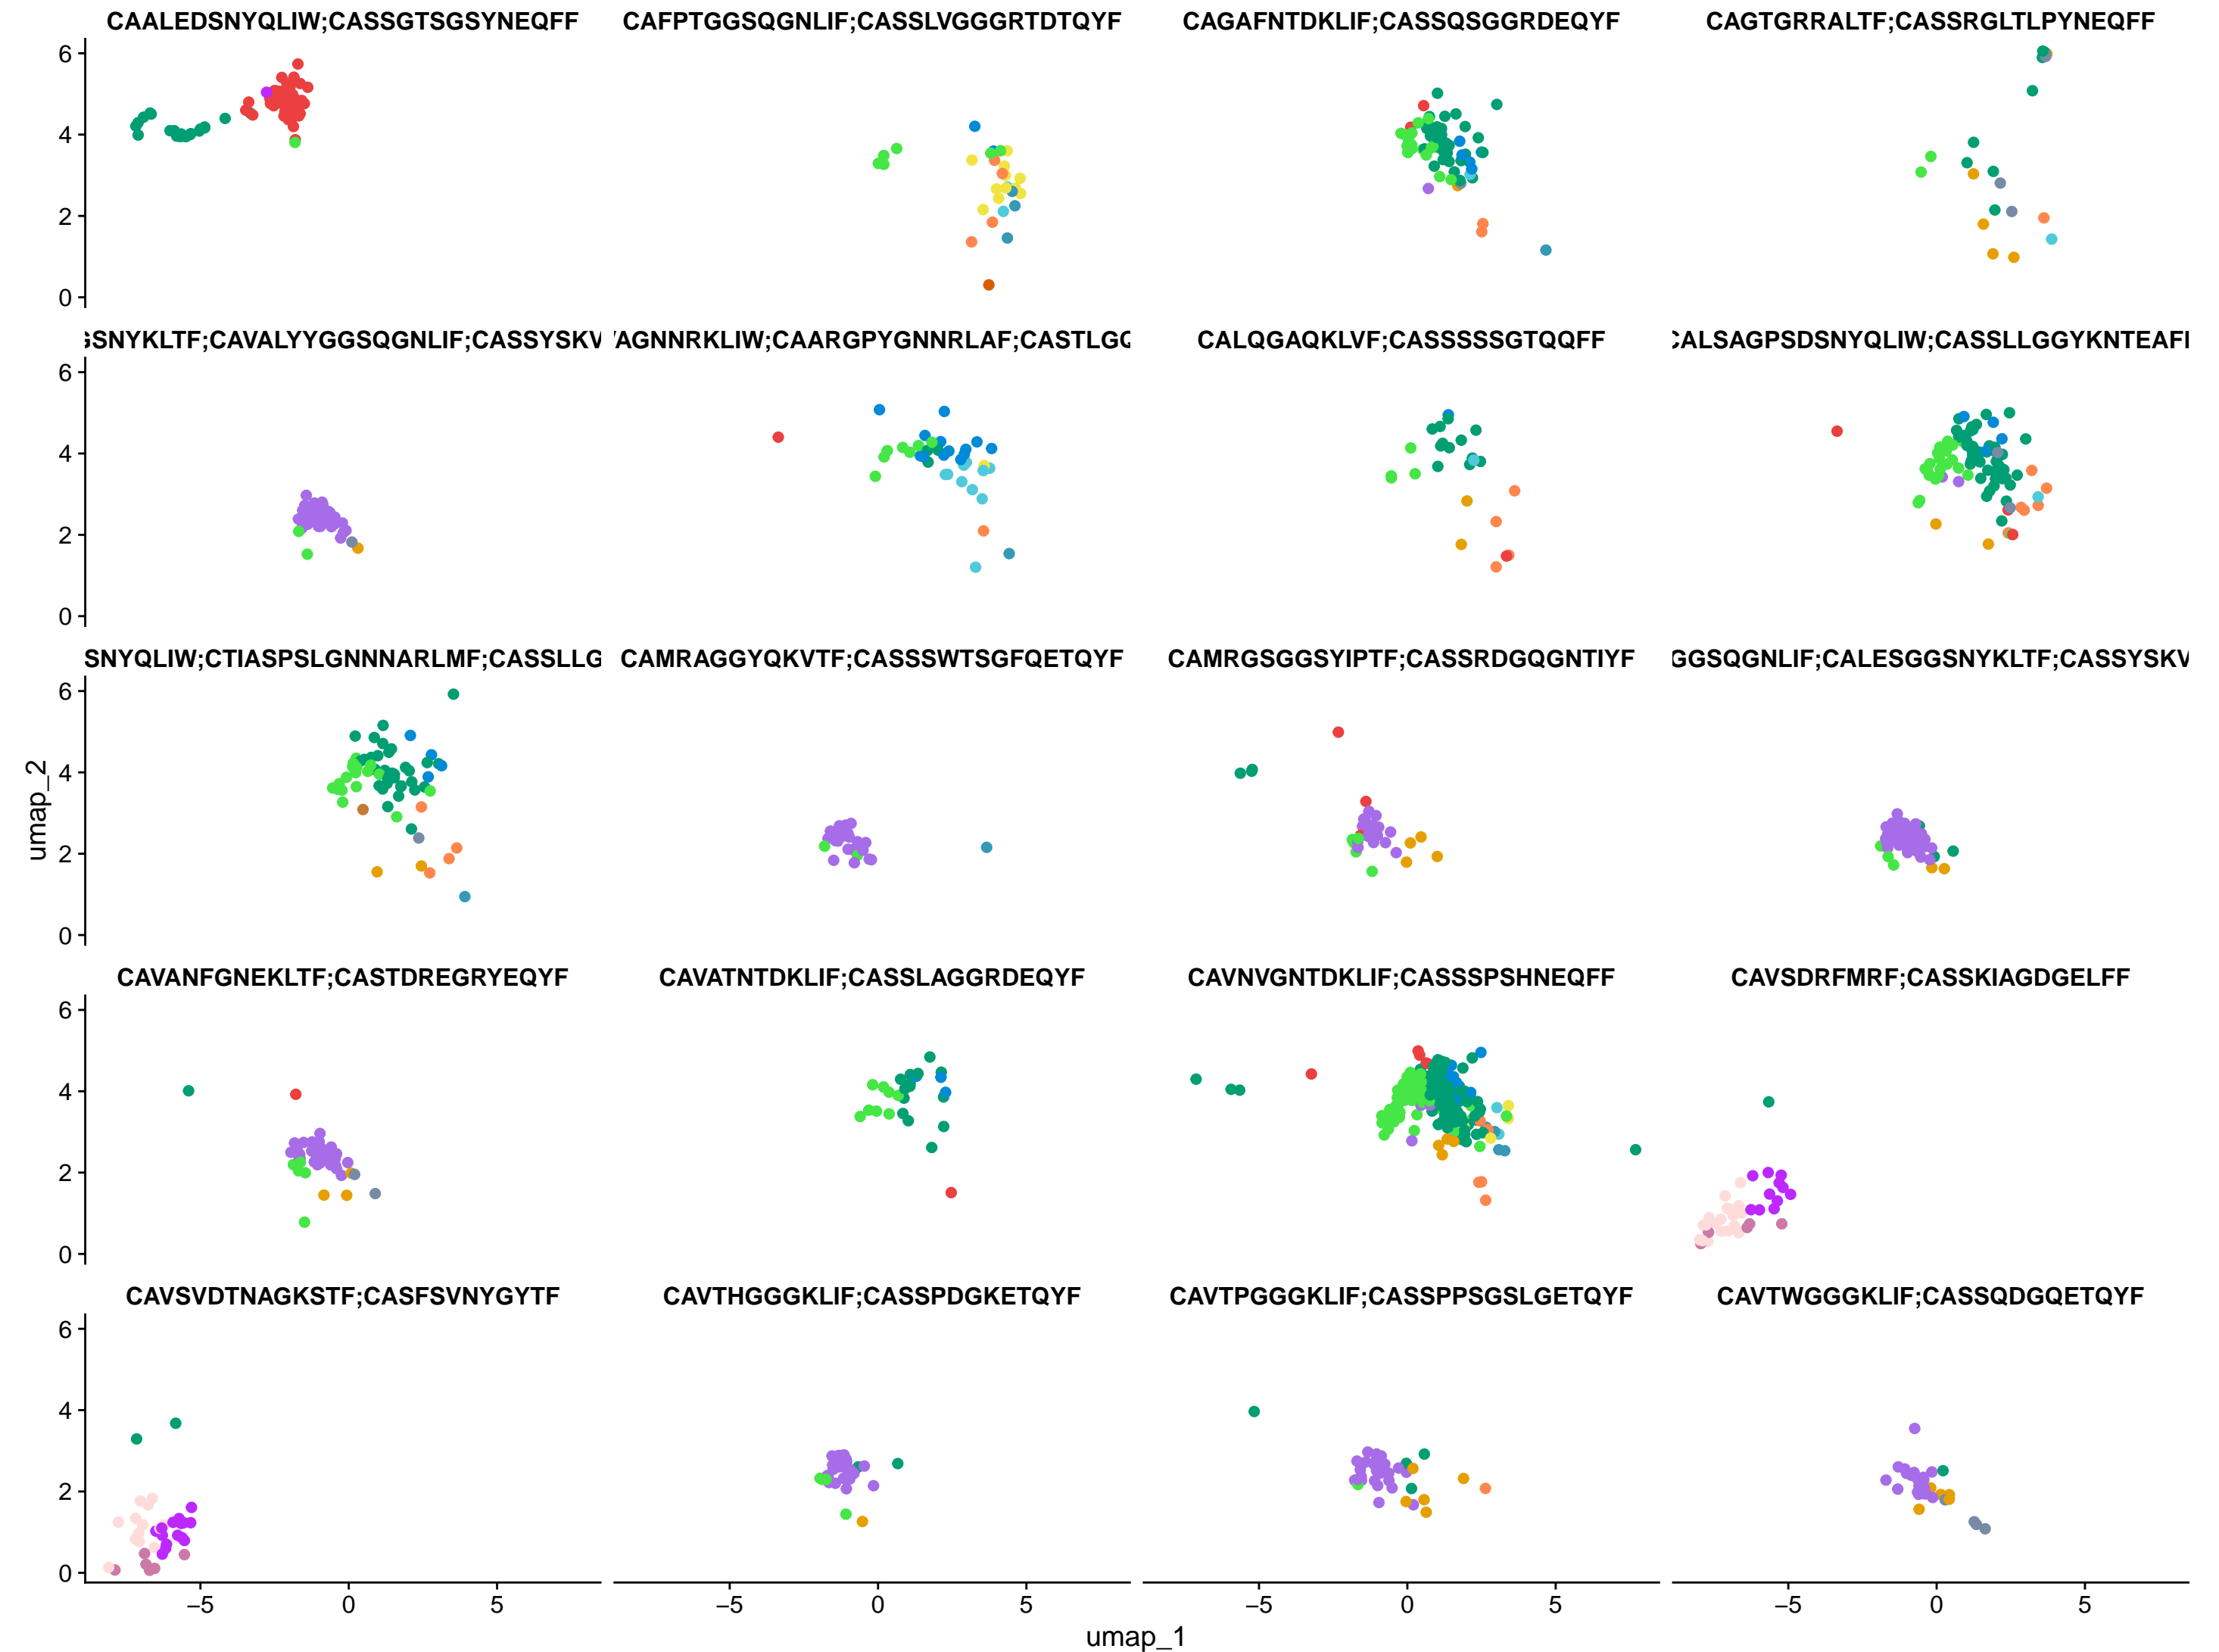 CAALEDSNYQLIW;CASSGTSGSYNEQFF CAFPTGGSQGNLIF;CASSLVGGGRTDTQYF CAGAFNTDKLIF;CASSQSGGRDEQYF CAGTGRRALTF;CASSRGLTLPYNEQFF
6
4
2
0
GSNYKLTF;CAVALYYGGSQGNLIF;CASSYSKV AGNNRKLIW;CAARGPYGNNRLAF;CASTLGQ CALQGAQKLVF;CASSSSSGTQQFF CALSAGPSDSNYQLIW;CASSLLGGYKNTEAF
6
4
2
0
SNYQLIW;CTIASPSLGNNNARLMF;CASSLLG CAMRAGGYQKVTF;CASSSWTSGFQETQYF CAMRGSGGSYIPTF;CASSRDGQGNTIYF GGSQGNLIF;CALESGGSNYKLTF;CASSYSKV
6
4
2
0
umap_2
CAVANFGNEKLTF;CASTDREGRYEQYF CAVATNTDKLIF;CASSLAGGRDEQYF CAVNVGNTDKLIF;CASSSPSHNEQFF CAVSDRFMRF;CASSKIAGDGELFF
6
4
2
0
CAVSVDTNAGKSTF;CASFSVNYGYTF CAVTHGGGKLIF;CASSPDGKETQYF CAVTPGGGKLIF;CASSPPSGSLGETQYF CAVTWGGGKLIF;CASSQDGQETQYF
6
4
2
0
−5 0 5 −5 0 5 −5 0 5 −5 0 5
umap_1